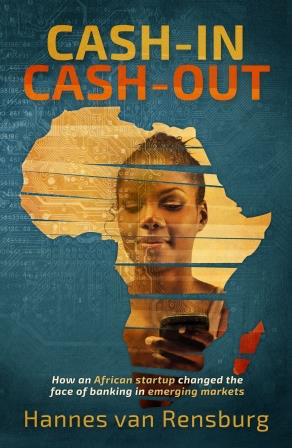 CASH-IN
CASH-OUT
How an African startup changed the
face of banking in emerging markets
Hannes van Rensburg